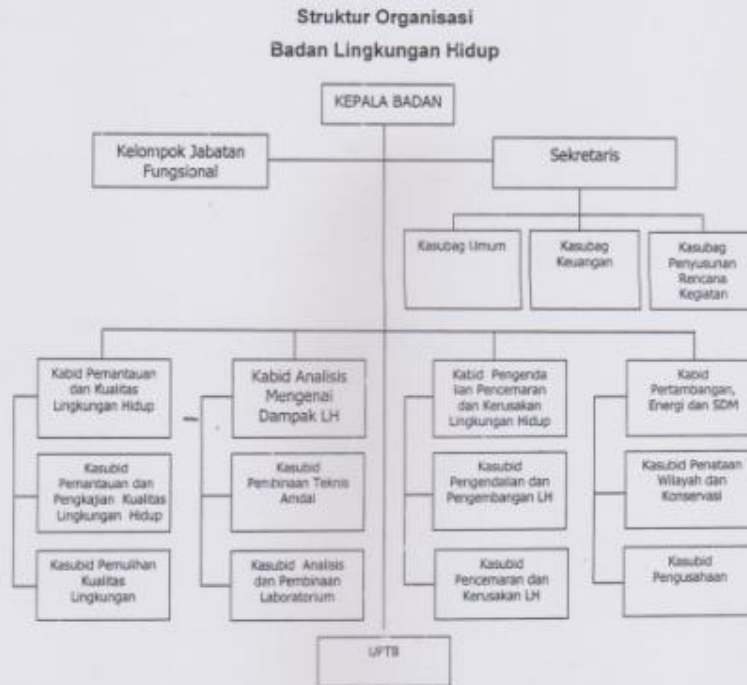 Struktur Organisasi
Badan Lingkungan Hidup
KEPALA BADAN
Kelompok Jabatan
Fungsional
Sekretaris
Kasubag Umum
Kasubag
Keuangan
Kasubag
Penyusunan
Rencana
Kegiatan
Kabid Pemantauan
dan Kualitas
Lingkungan Hidup
Kabid Analisis
Mengenai
Dampak LH
Kabid Pengenda
lian Pencemaran
dan Kerusakan
Lingkungan Hidup
Kabid
Pertambangan,
Energi dan SDM
Kasubid
Pemantauan dan
Pengkajian Kualitas
Lingkungan Hidup
Kasubid
Pembinaan Teknis
Amdal
Kasubid
Pengendalian dan
Pengembangan LH
Kasubid Penataan
Wilayah dan
Konservasi
Kasubid Pemulihan
Kualitas
Lingkungan
Kasubid Analisis
dan Pembinaan
Laboratorium
Kasubid
Pencemaran dan
Kerusakan LH
Kasubid
Pengusahaan
UPTB